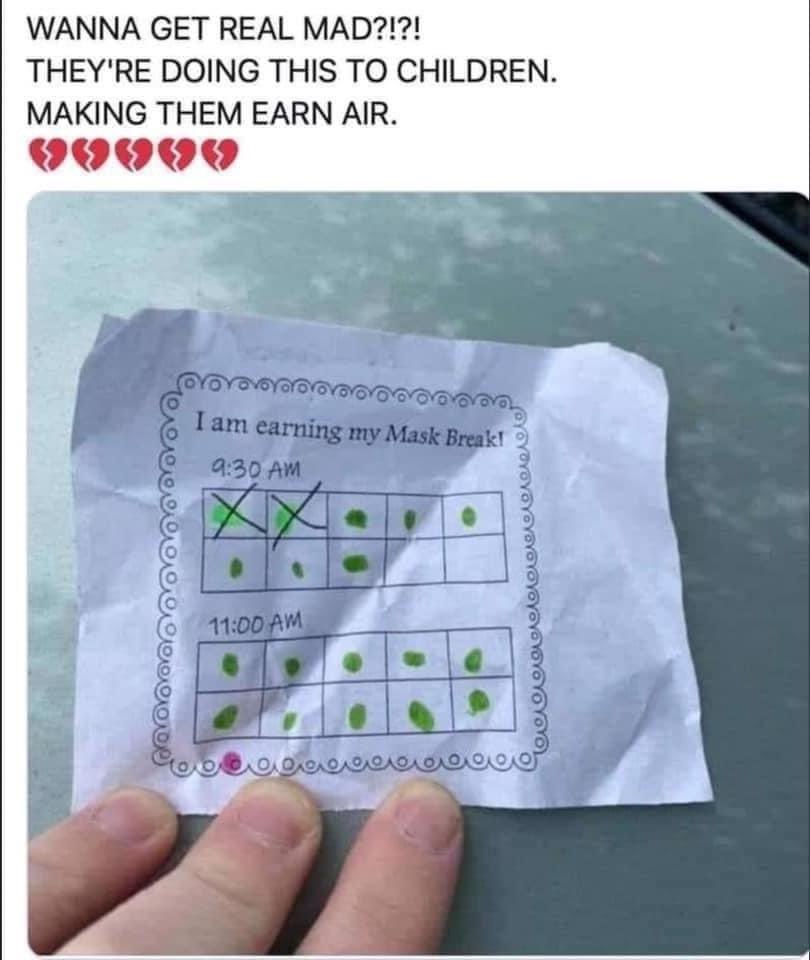 WANNA GET REAL MAD?!?!
THEY'RE DOING THIS TO CHILDREN.
MAKING THEM EARN AIR.
💔💔💔💔💔
I am earning my Mask Break!
9:30 AM
11:00 AM